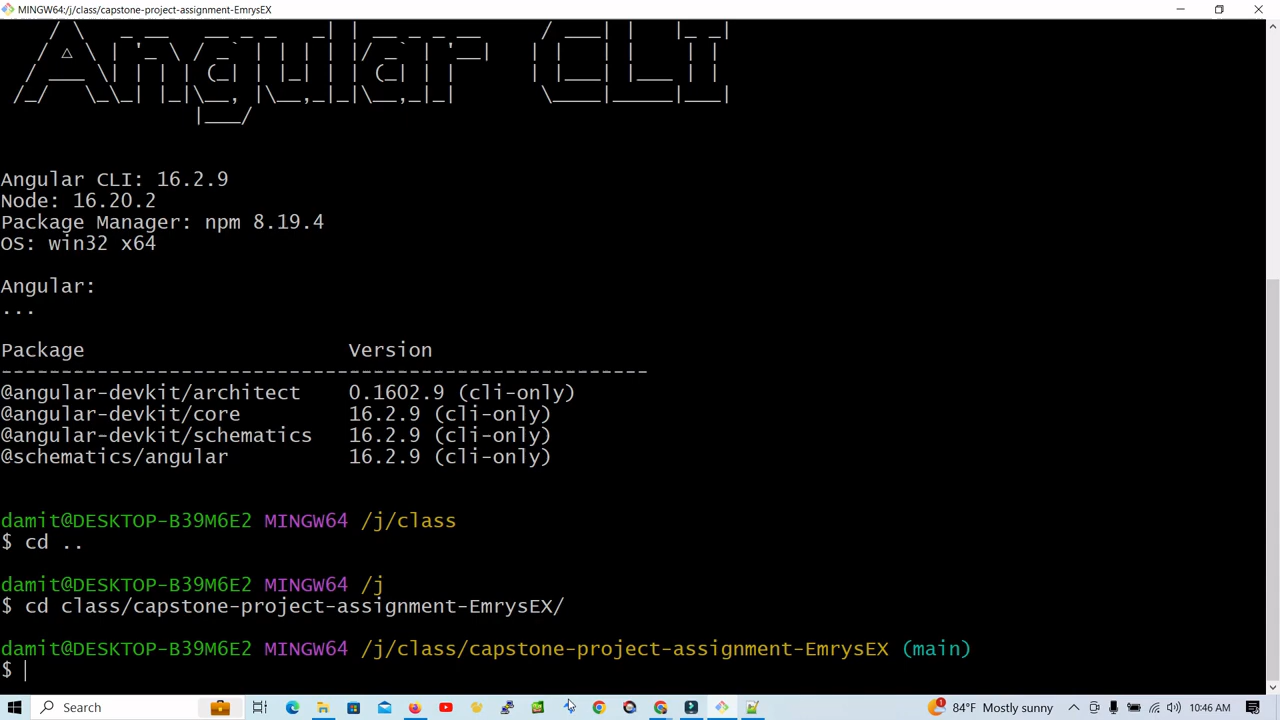 MINGW64:/j/class/capstone-project-assignment-EmrysEX
Angular CLI
Angular CLI: 16.2.9
Node: 16.20.2
Package Manager: npm 8.19.4
OS: win32 x64
Angular:
...
Package Version
------------------------------------------------------
@angular-devkit/architect 0.1602.9 (cli-only)
@angular-devkit/core 16.2.9 (cli-only)
@angular-devkit/schematics 16.2.9 (cli-only)
@schematics/angular 16.2.9 (cli-only)
damit@DESKTOP-B39M6E2 MINGW64 /j/class
$ cd ..
damit@DESKTOP-B39M6E2 MINGW64 /j
$ cd class/capstone-project-assignment-EmrysEX/
damit@DESKTOP-B39M6E2 MINGW64 /j/class/capstone-project-assignment-EmrysEX (main)
$
Search
1
84°F Mostly sunny
10:46 AM